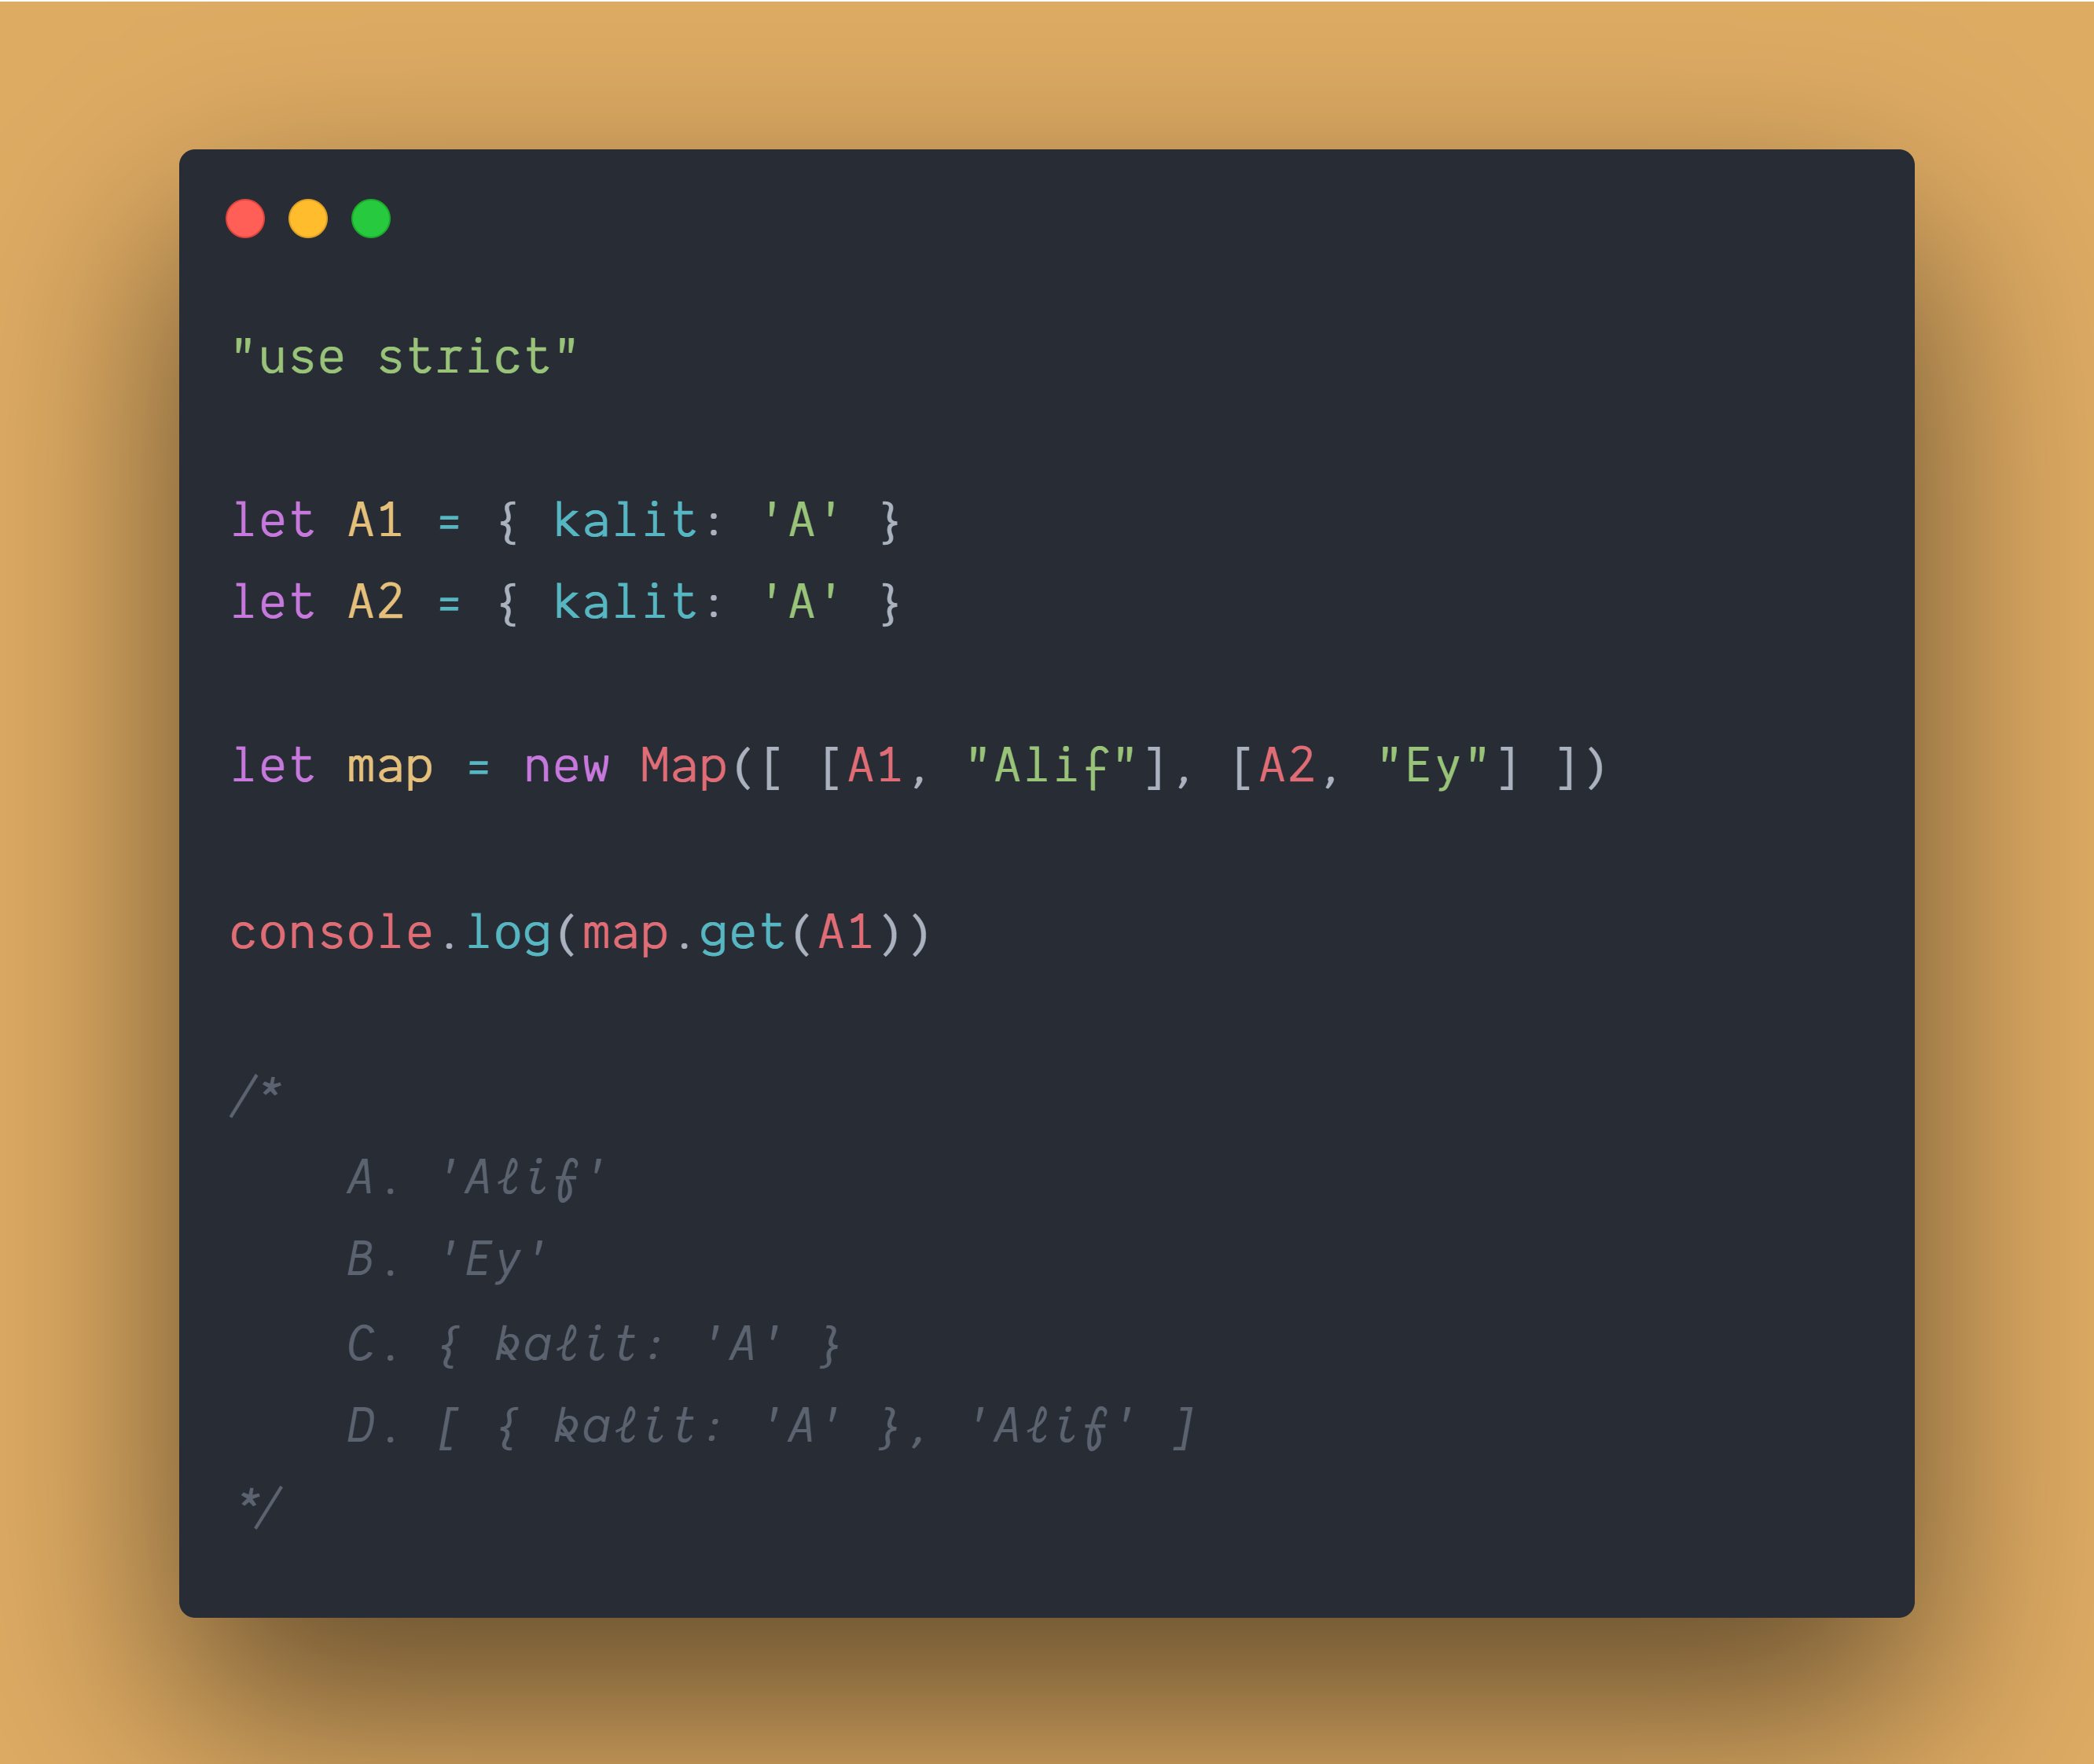 "use strict"
let A1 = { kalit: 'A' }
let A2 = { kalit: 'A' }
let map = new Map([ [A1, "Alif"], [A2, "Ey"] ])
console.log(map.get(A1))
/*
A. 'Alif'
B. 'Ey'
C. { kalit: 'A' }
D. [ { kalit: 'A' }, 'Alif' ]
*/